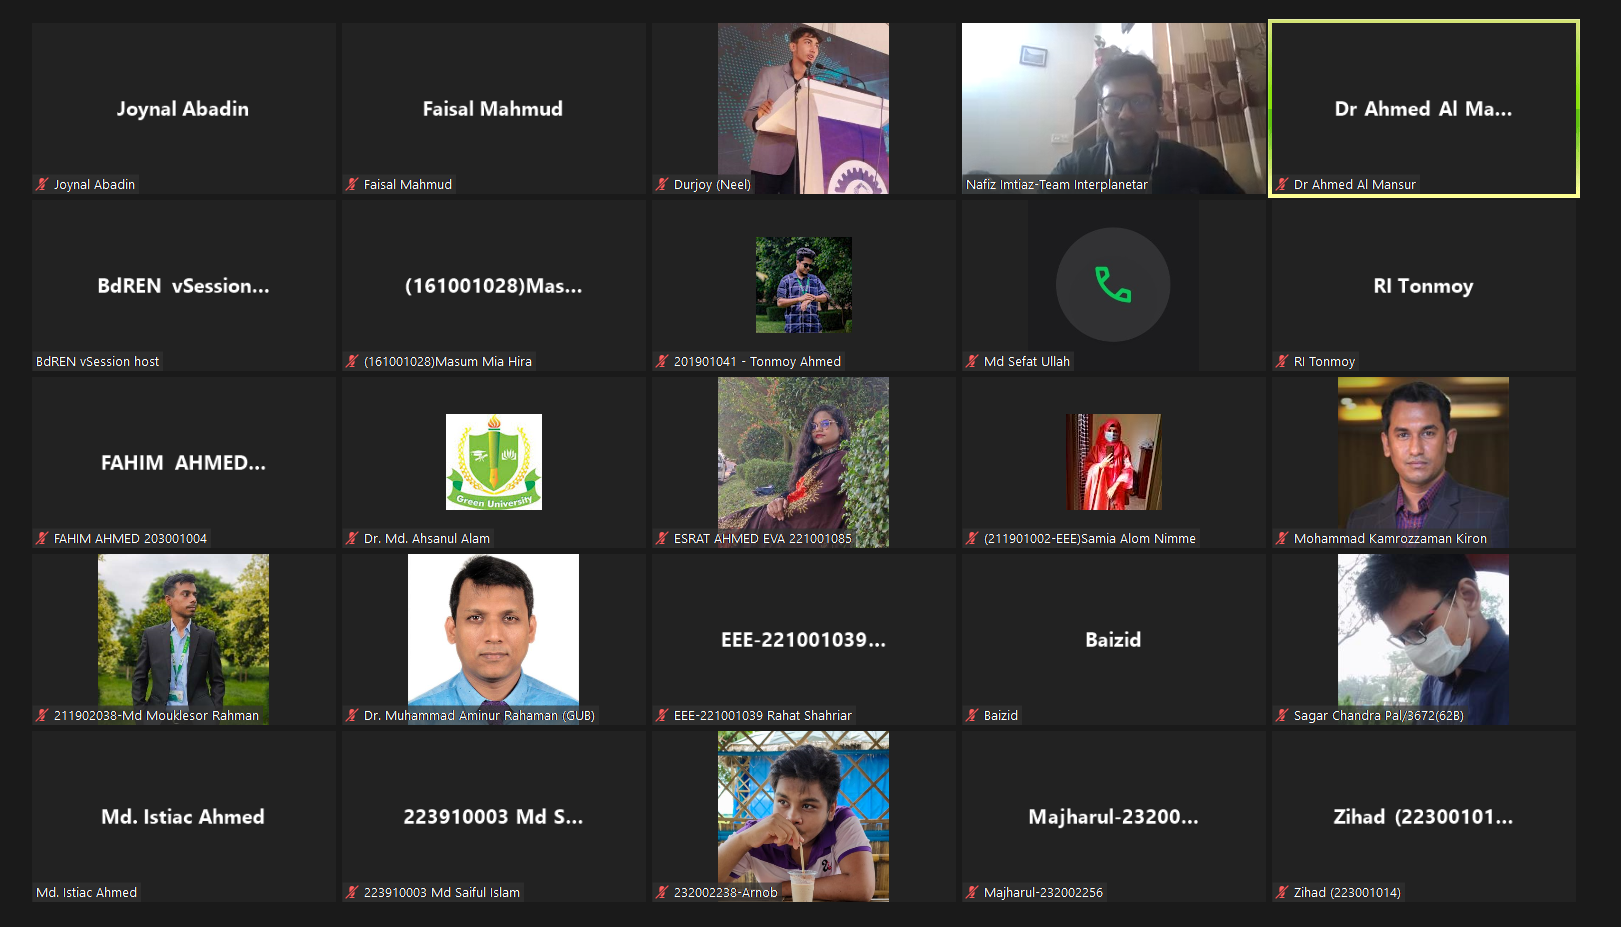 Joynal Abadin
Joynal Abadin
Faisal Mahmud
Faisal Mahmud
Durjoy (Neel)
Nafiz Imtiaz-Team Interplanetar
Dr Ahmed Al Ma...
Dr Ahmed Al Mansur
BdREN vSession...
BdREN vSession host
(161001028)Mas...
(161001028)Masum Mia Hira
201901041 - Tonmoy Ahmed
Md Sefat Ullah
RI Tonmoy
RI Tonmoy
FAHIM AHMED...
FAHIM AHMED 203001004
Green University
Dr. Md. Ahsanul Alam
ESRAT AHMED EVA 221001085
(211901002-EEE)Samia Alom Nimme
Mohammad Kamrozzaman Kiron
211902038-Md Mouklesor Rahman
Dr. Muhammad Aminur Rahaman (GUB)
EEE-221001039...
EEE-221001039 Rahat Shahriar
Baizid
Baizid
Sagar Chandra Pal/3672(62B)
Md. Istiac Ahmed
Md. Istiac Ahmed
223910003 Md S...
223910003 Md Saiful Islam
232002238-Arnob
Majharul-23200...
Majharul-232002256
Zihad (22300101...
Zihad (223001014)